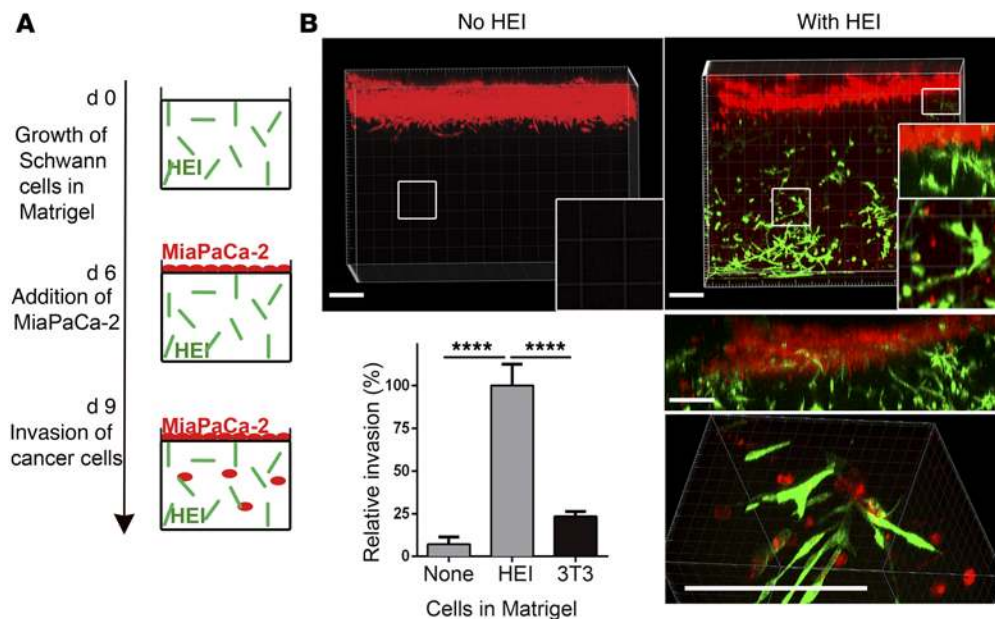 A
d 0
Growth of
Schwann
cells in
Matrigel
HEI
MiaPaCa-2
d 6
Addition of
MiaPaCa-2
HEI
d 9
MiaPaCa-2
Invasion of
cancer cells
HEI
B
No HEI
With HEI
Relative invasion (%)
**** ****
100
75
50
25
0
None HEI 3T3
Cells in Matrigel